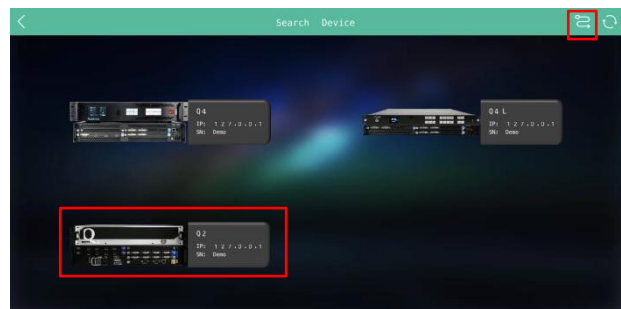 Search Device
Q4
IP: 127.0.0.1
SN: Demo
Q4L
IP: 127.0.0.1
SN: Demo
Q2
IP: 127.0.0.1
SN: Demo